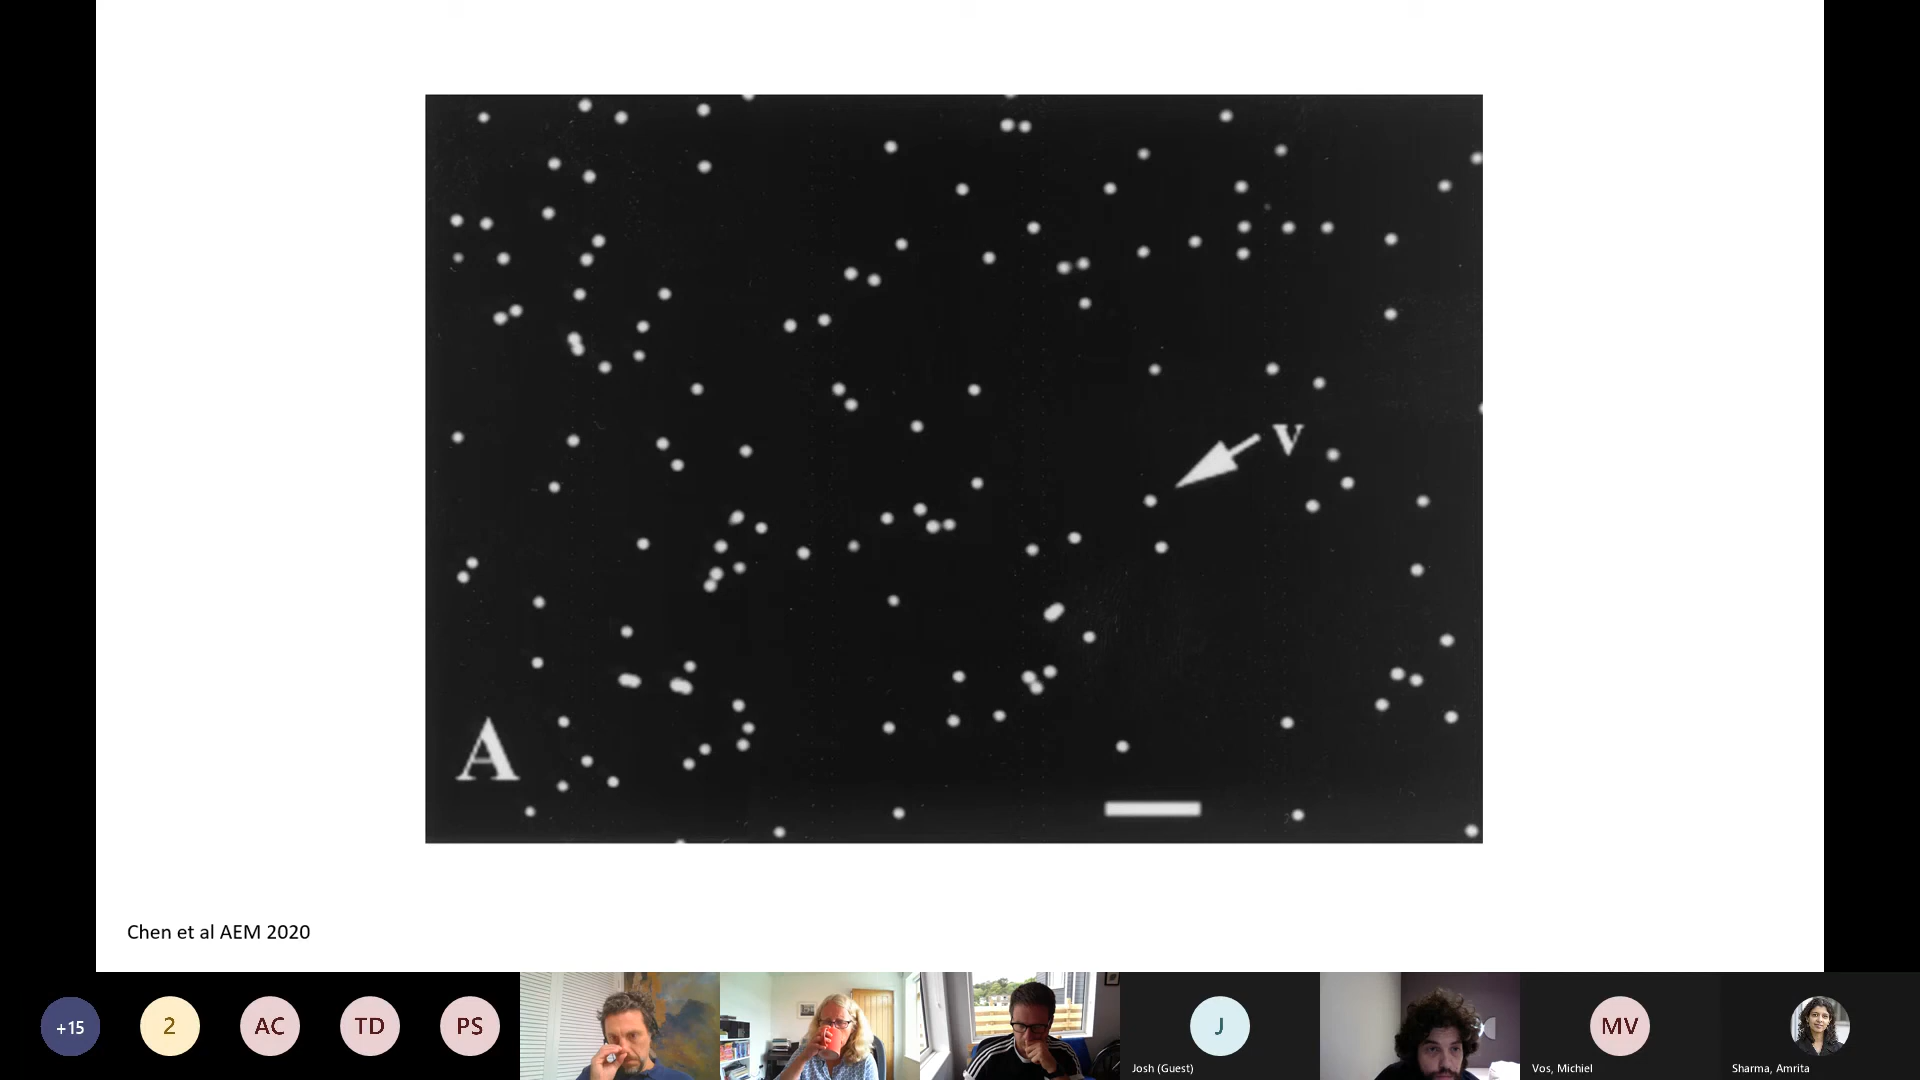 V
A
Chen et al AEM 2020
+15
2
AC
TD
PS
J
Josh (Guest)
MV
Vos, Michiel
Sharma, Amrita